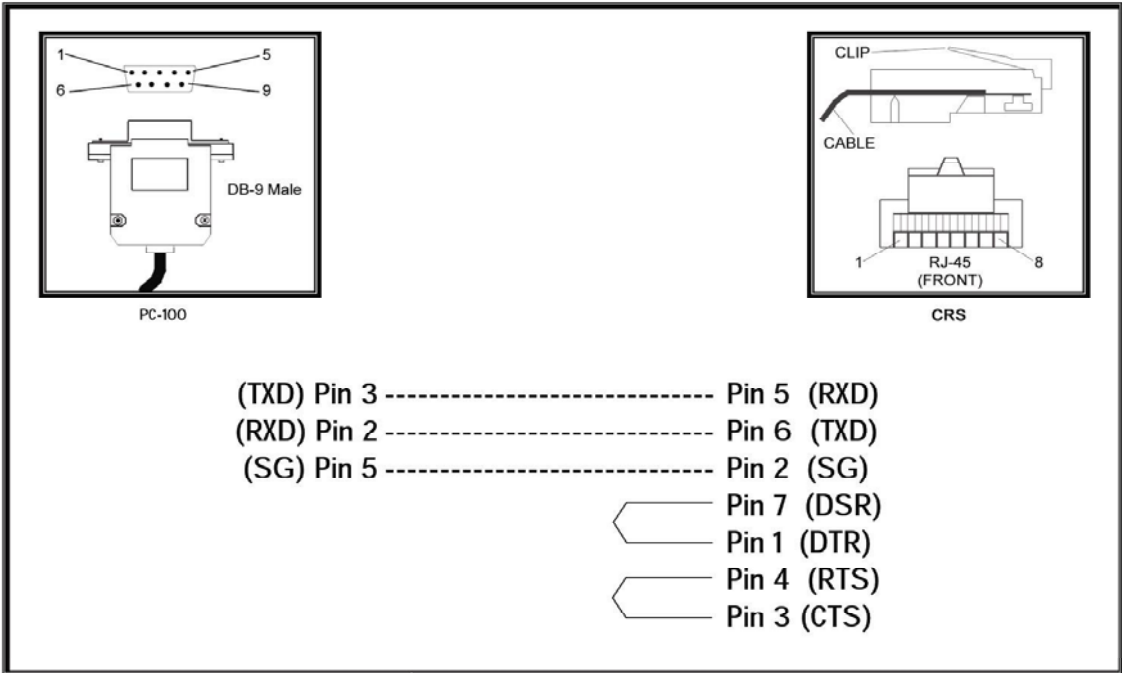 1 5
6 9
DB-9 Male
PC-100
CLIP
CABLE
1 8
RJ-45
(FRONT)
CRS
(TXD) Pin 3 ---------------------------- Pin 5 (RXD)
(RXD) Pin 2 ---------------------------- Pin 6 (TXD)
(SG) Pin 5 ---------------------------- Pin 2 (SG)
Pin 7 (DSR)
Pin 1 (DTR)
Pin 4 (RTS)
Pin 3 (CTS)